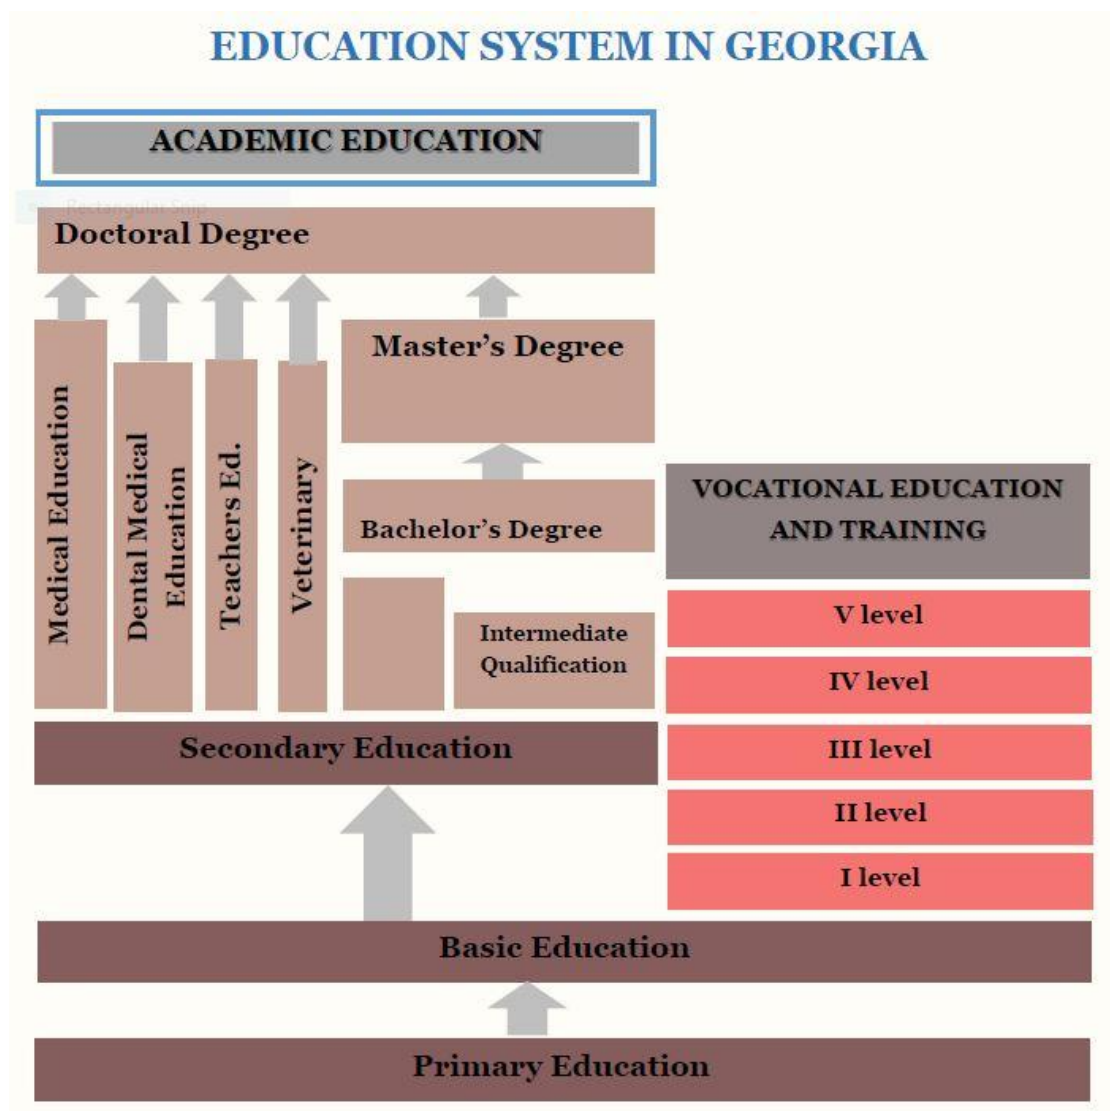 EDUCATION SYSTEM IN GEORGIA
ACADEMIC EDUCATION
Rectangular Snip
Doctoral Degree
Medical Education
Dental Medical
Education
Teachers Ed.
Veterinary
Master’s Degree
Bachelor’s Degree
Intermediate
Qualification
VOCATIONAL EDUCATION
AND TRAINING
V level
IV level
III level
II level
I level
Secondary Education
Basic Education
Primary Education